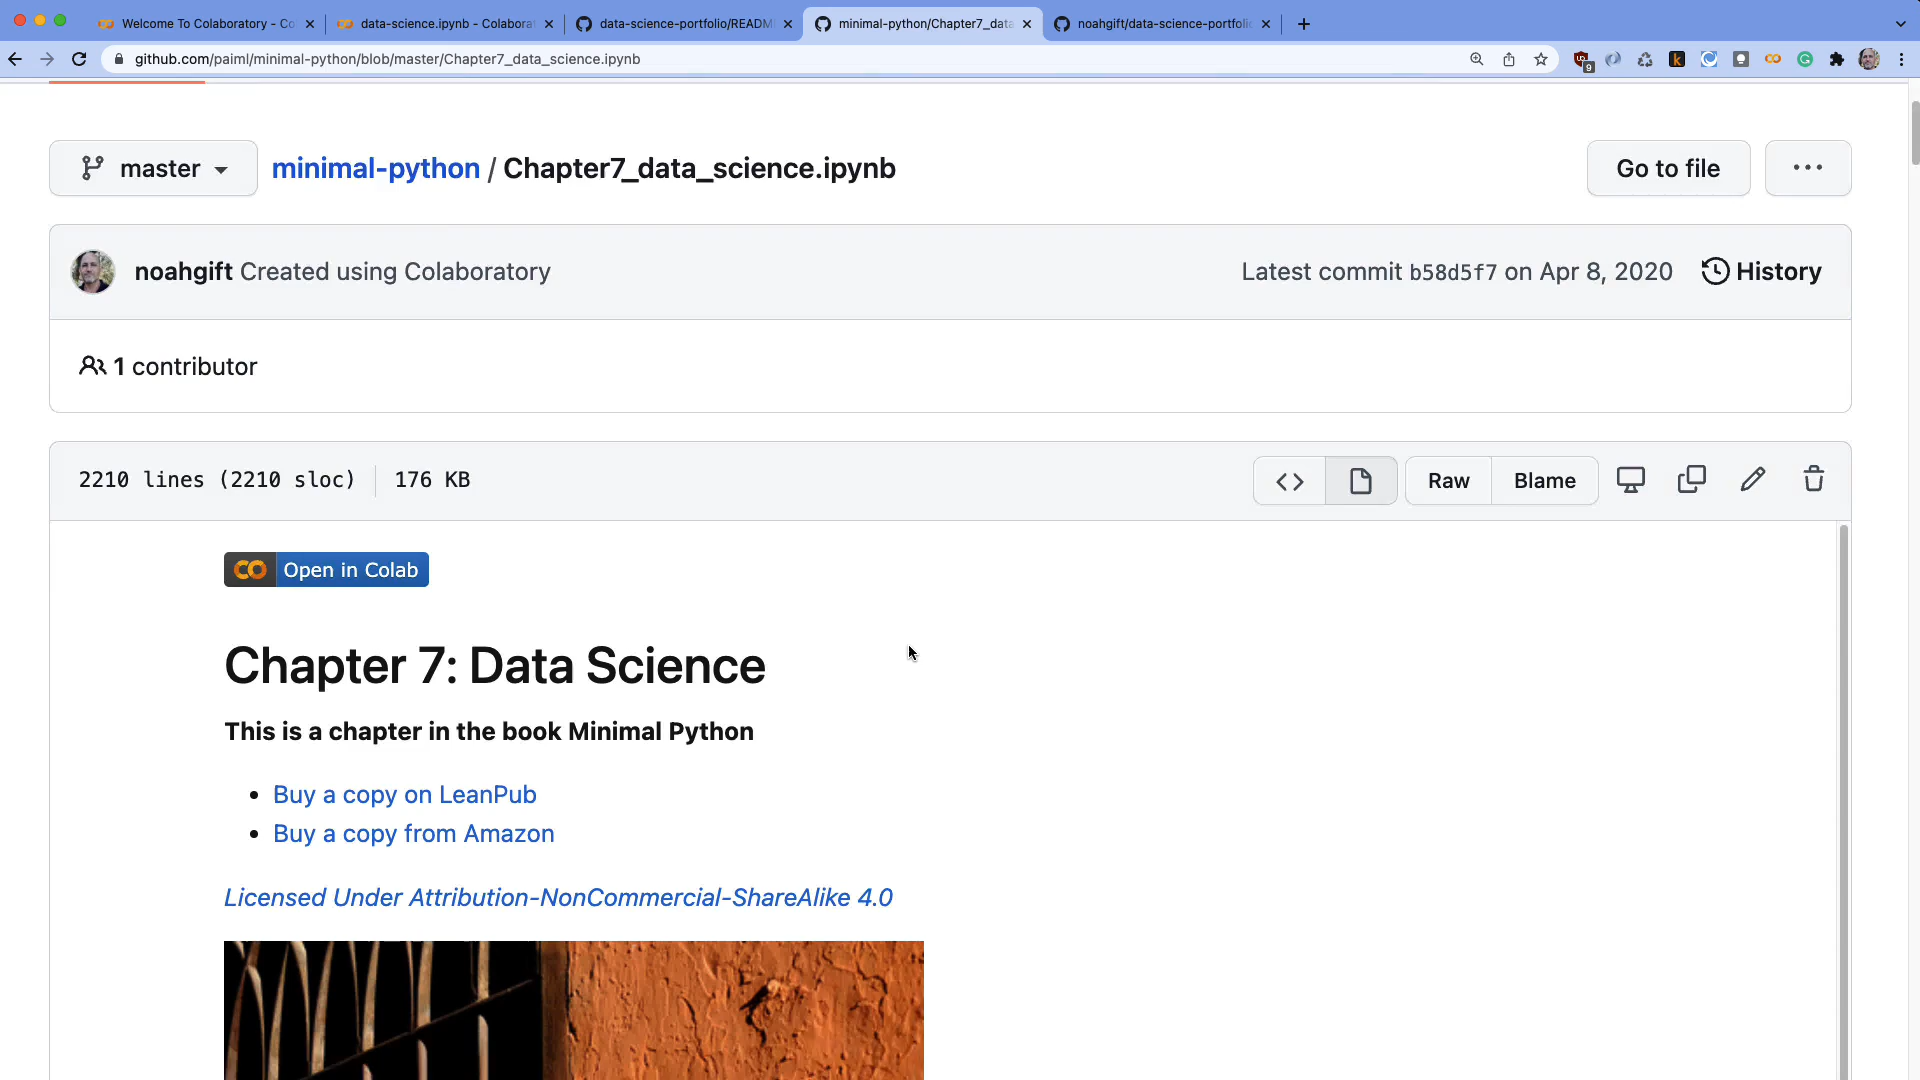 Welcome To Colaboratory - Co
data-science.ipynb - Colaborat
data-science-portfolio/READM
minimal-python/Chapter7_data
noahgift/data-science-portfoli
github.com/paiml/minimal-python/blob/master/Chapter7_data_science.ipynb
9
master
minimal-python / Chapter7_data_science.ipynb
Go to file
noahgift Created using Colaboratory
Latest commit b58d5f7 on Apr 8, 2020
History
1 contributor
2210 lines (2210 sloc)
176 KB
Raw
Blame
Open in Colab
Chapter 7: Data Science
This is a chapter in the book Minimal Python
• Buy a copy on LeanPub
• Buy a copy from Amazon
Licensed Under Attribution-NonCommercial-ShareAlike 4.0